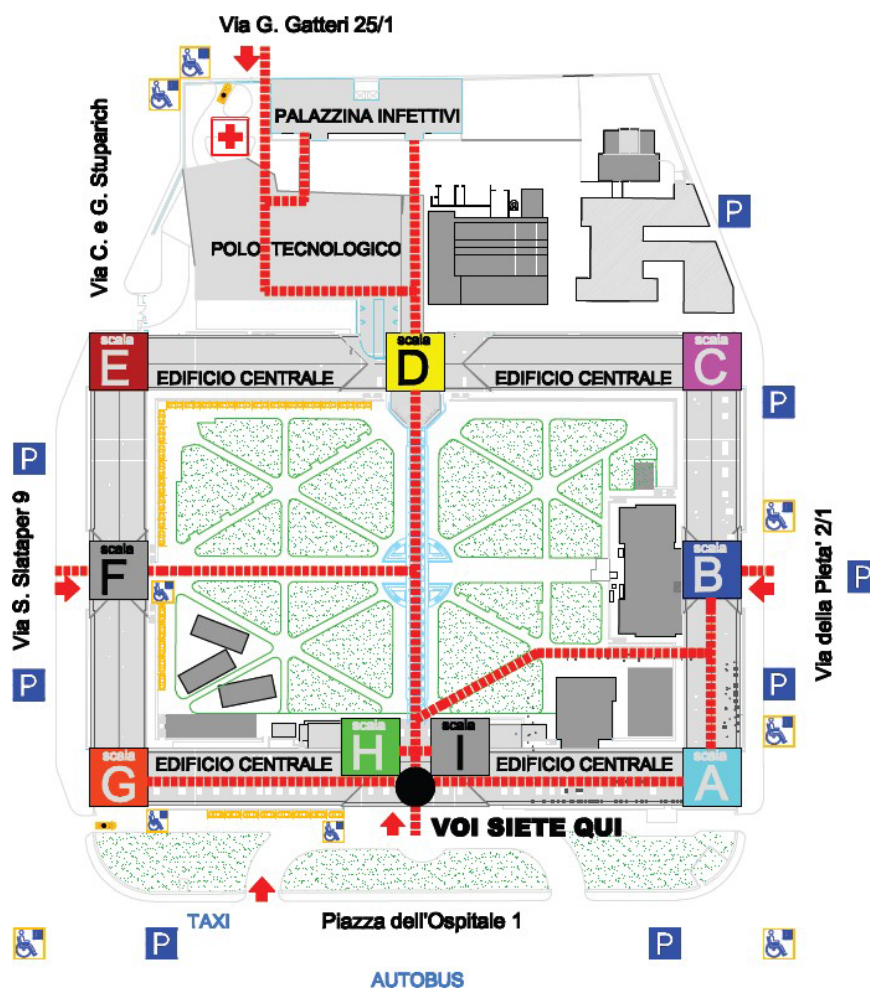 Via G. Gatteri 25/1
PALAZZINA INFETTIVI
Via C. e G. Stuparich
P
POLO TECNOLOGICO
scala
E
EDIFICIO CENTRALE
scala
D
EDIFICIO CENTRALE
scala
C
P
P
Via S. Slataper 9
scala
F
scala
B
Via della Pieta' 2/1
P
P
P
scala
G
EDIFICIO CENTRALE
scala
H
scala
I
EDIFICIO CENTRALE
scala
A
VOI SIETE QUI
TAXI
Piazza dell'Ospitale 1
P
P
AUTOBUS